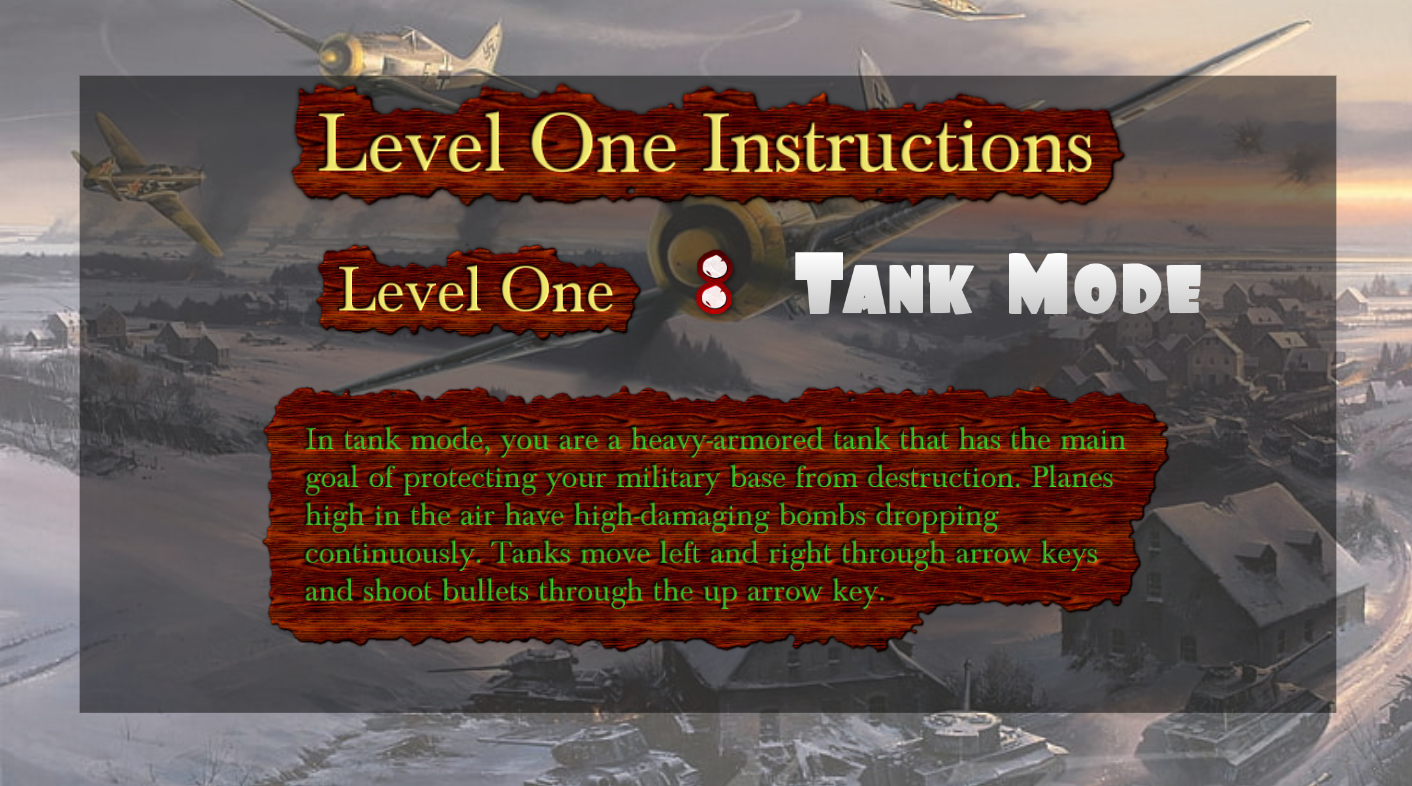 Level One Instructions
Level One : Tank Mode
In tank mode, you are a heavy-armored tank that has the main
goal of protecting your military base from destruction. Planes
high in the air have high-damaging bombs dropping
continuously. Tanks move left and right through arrow keys
and shoot bullets through the up arrow key.